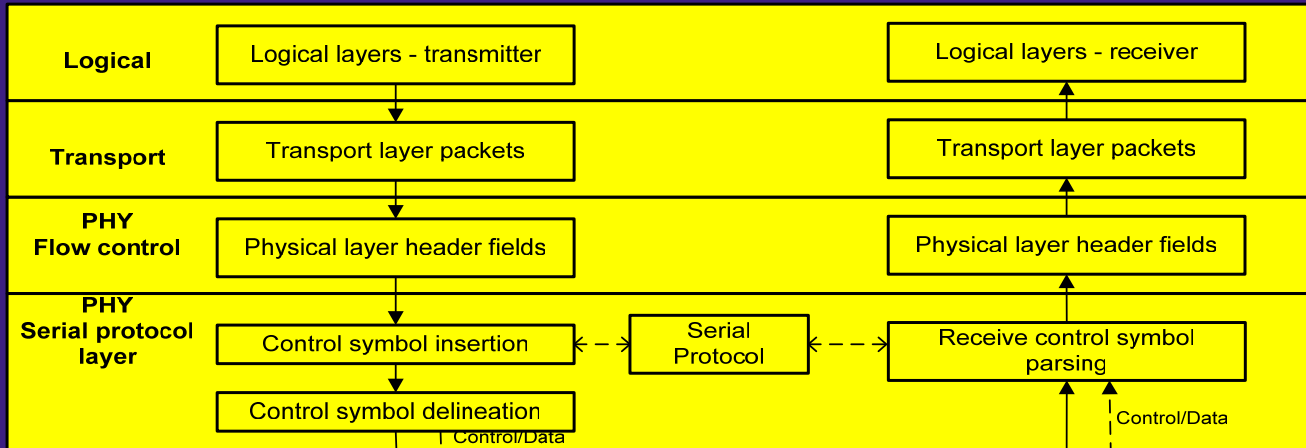 Logical
Logical layers - transmitter
Logical layers - receiver
Transport
Transport layer packets
Transport layer packets
PHY
Flow control
Physical layer header fields
Physical layer header fields
PHY
Serial protocol
layer
Control symbol insertion
Serial
Protocol
Receive control symbol
parsing
Control symbol delineation
Control/Data
Control/Data